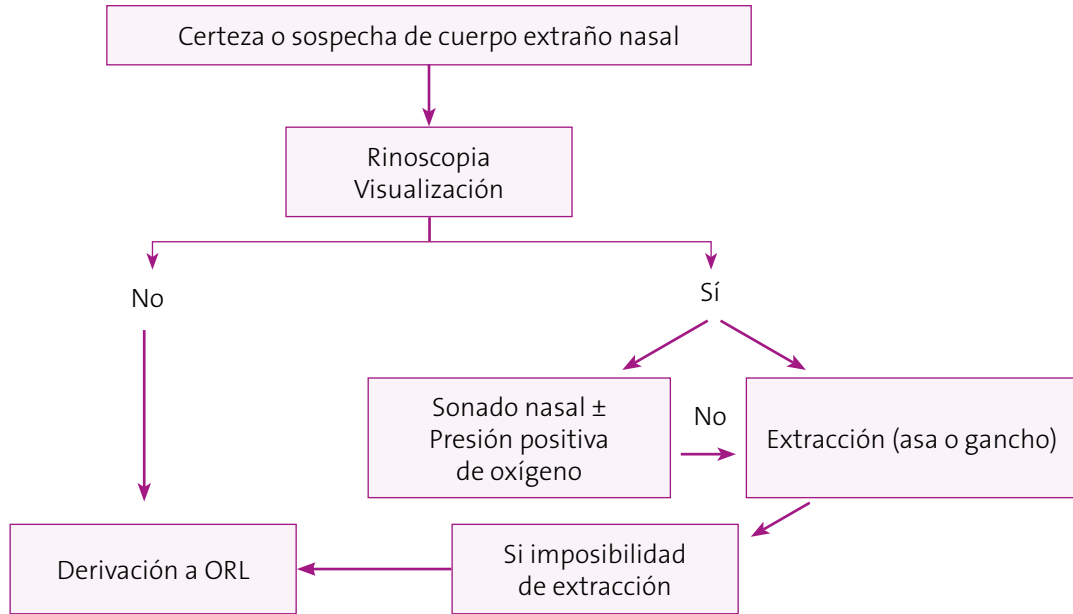 Certeza o sospecha de cuerpo extraño nasal
Rinoscopia
Visualización
No
Sí
Sonado nasal ±
Presión positiva
de oxígeno
No
Extracción (asa o gancho)
Derivación a ORL
Si imposibilidad
de extracción